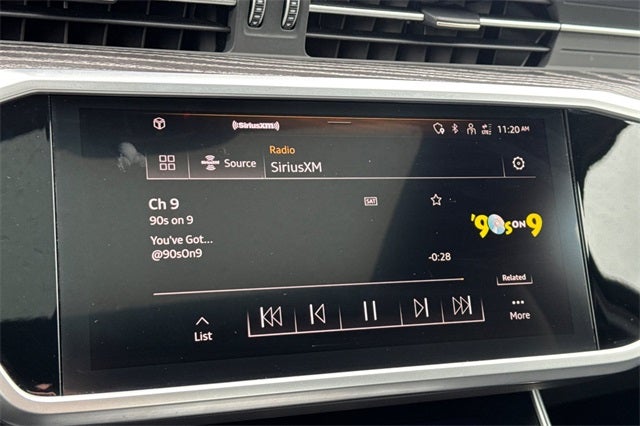 ((SiriusXM))
LTE
11:20 AM
Radio
Source
SiriusXM
Ch 9
SAT
90s on 9
'90s ON 9
You've Got...
@90sOn9
-0:28
Related
List
More